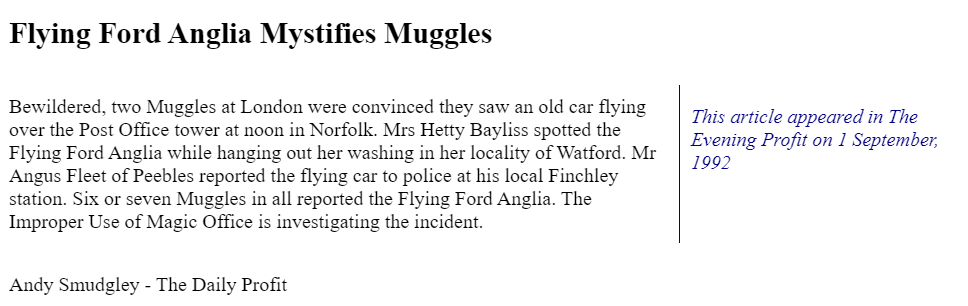 Flying Ford Anglia Mystifies Muggles
Bewildered, two Muggles at London were convinced they saw an old car flying
over the Post Office tower at noon in Norfolk. Mrs Hetty Bayliss spotted the
Flying Ford Anglia while hanging out her washing in her locality of Watford. Mr
Angus Fleet of Peebles reported the flying car to police at his local Finchley
station. Six or seven Muggles in all reported the Flying Ford Anglia. The
Improper Use of Magic Office is investigating the incident.
This article appeared in The
Evening Profit on 1 September,
1992
Andy Smudgley - The Daily Profit